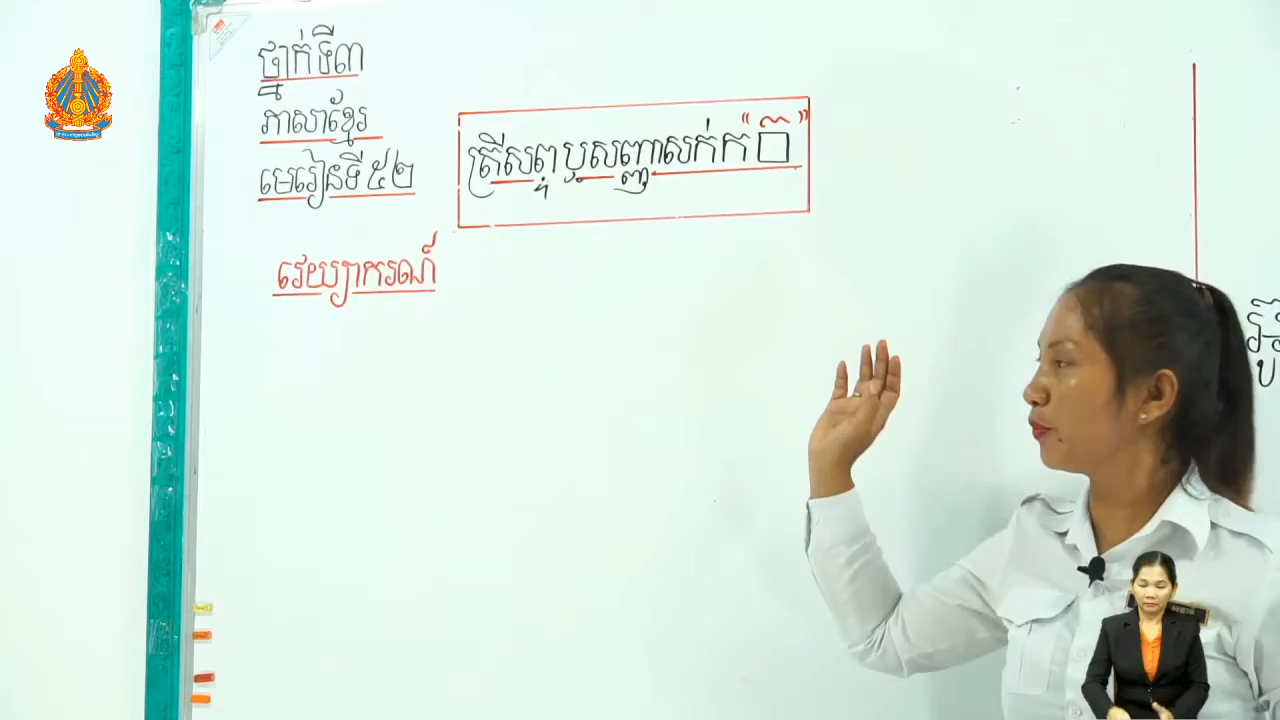 ថ្នាក់ទី៣
ភាសាខ្មែរ
មេរៀនទី ៥២
ត្រីសព្ទ ឬសញ្ញាសក់ក "៊"
វេយ្យាករណ៍